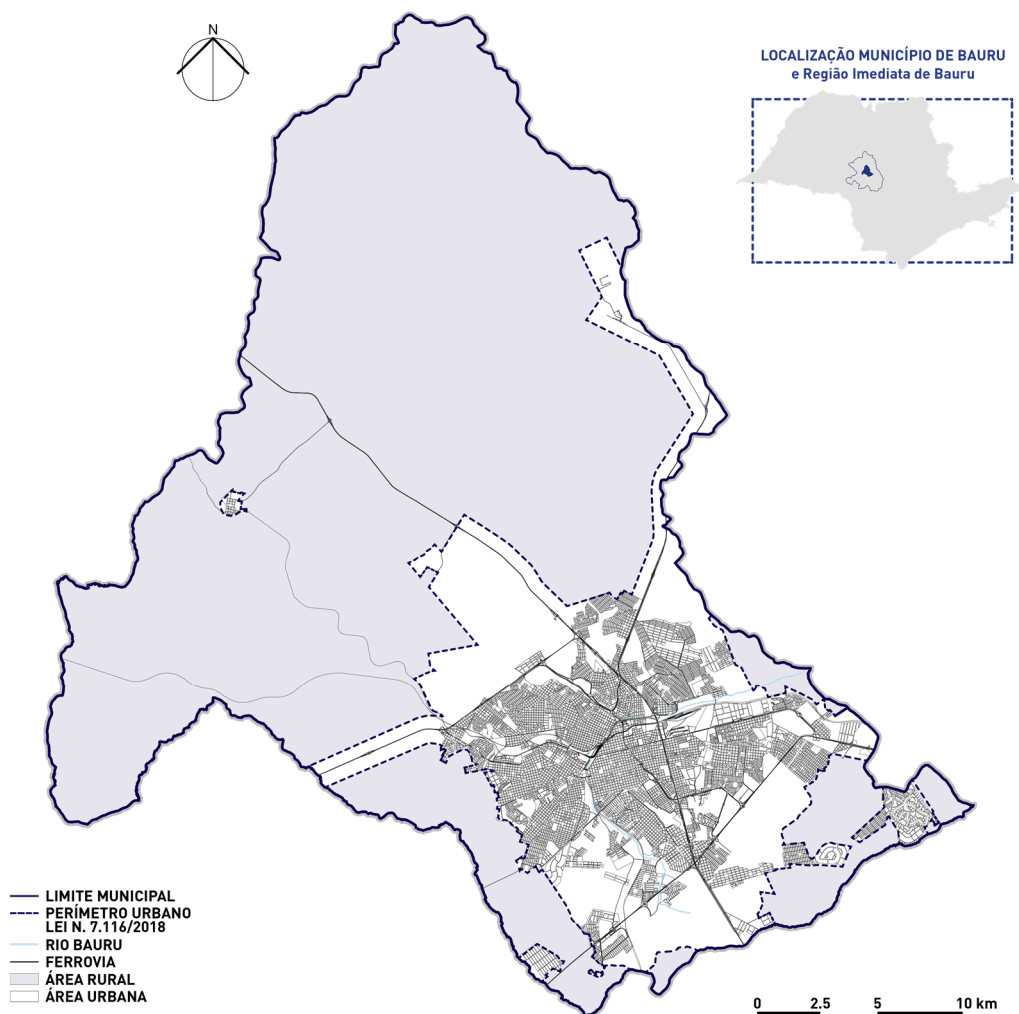 N
LOCALIZAÇÃO MUNICÍPIO DE BAURU
e Região Imediata de Bauru
LIMITE MUNICIPAL
PERÍMETRO URBANO
LEI N. 7.116/2018
RIO BAURU
FERROVIA
ÁREA RURAL
ÁREA URBANA
0 2.5 5 10 km